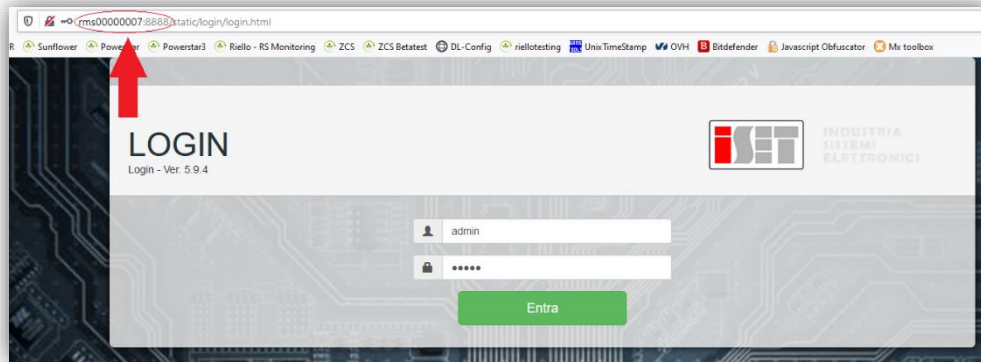 rms00000007:8888/static/login/login.html
R Sunflower Powerstar Powerstar3 Riello - RS Monitoring ZCS ZCS Betatest DL-Config riellotesting UnixTimeStamp OVH Bitdefender Javascript Obfuscator Mx toolbox
LOGIN
Login - Ver. 5.9.4
iSET
INDUSTRIA
SISTEMI
ELETTRONICI
admin
•••••
Entra